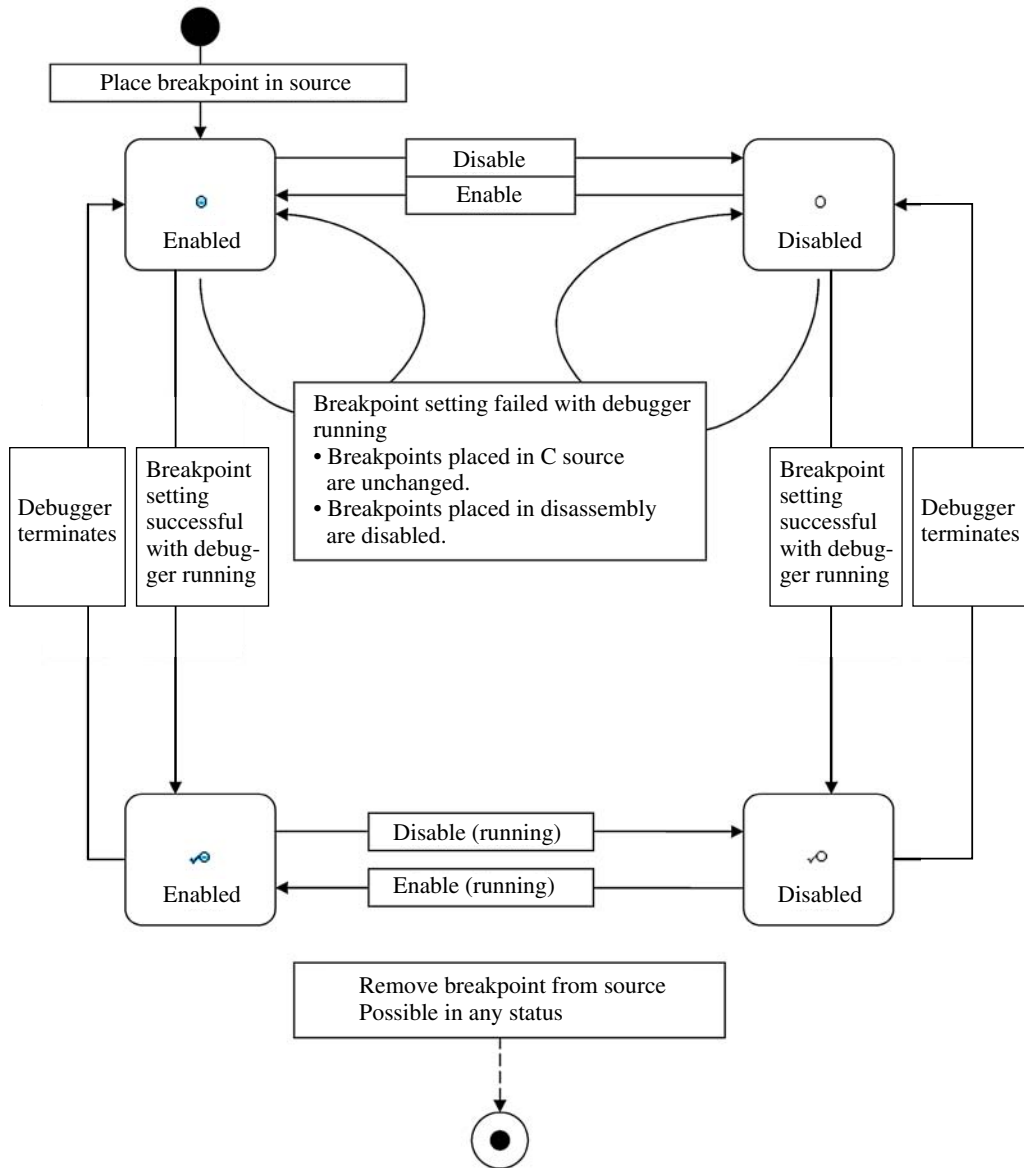 Place breakpoint in source
Disable
Enable
Enabled
Disabled
Breakpoint setting failed with debugger
running
• Breakpoints placed in C source
are unchanged.
• Breakpoints placed in disassembly
are disabled.
Debugger
terminates
Breakpoint
setting
successful
with debug-
ger running
Breakpoint
setting
successful
with debug-
ger running
Debugger
terminates
Disable (running)
Enable (running)
Enabled
Disabled
Remove breakpoint from source
Possible in any status